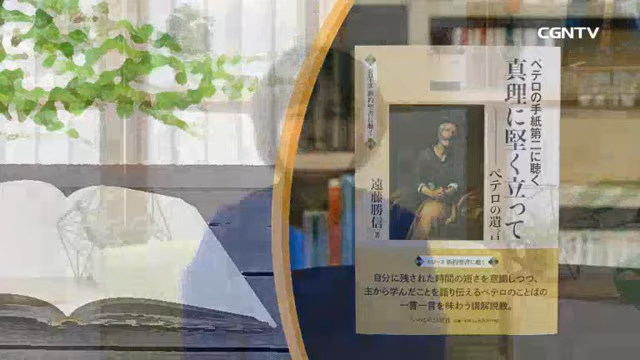 CGNTV
ペテロの手紙第二に聴く
真理に堅く立って
ペテロの遺言
遠藤勝信
自分に残された時間の短さを意識しつつ、
主から学んだことを語り伝えるペテロのことばの
一言一言を味わう講解説教。